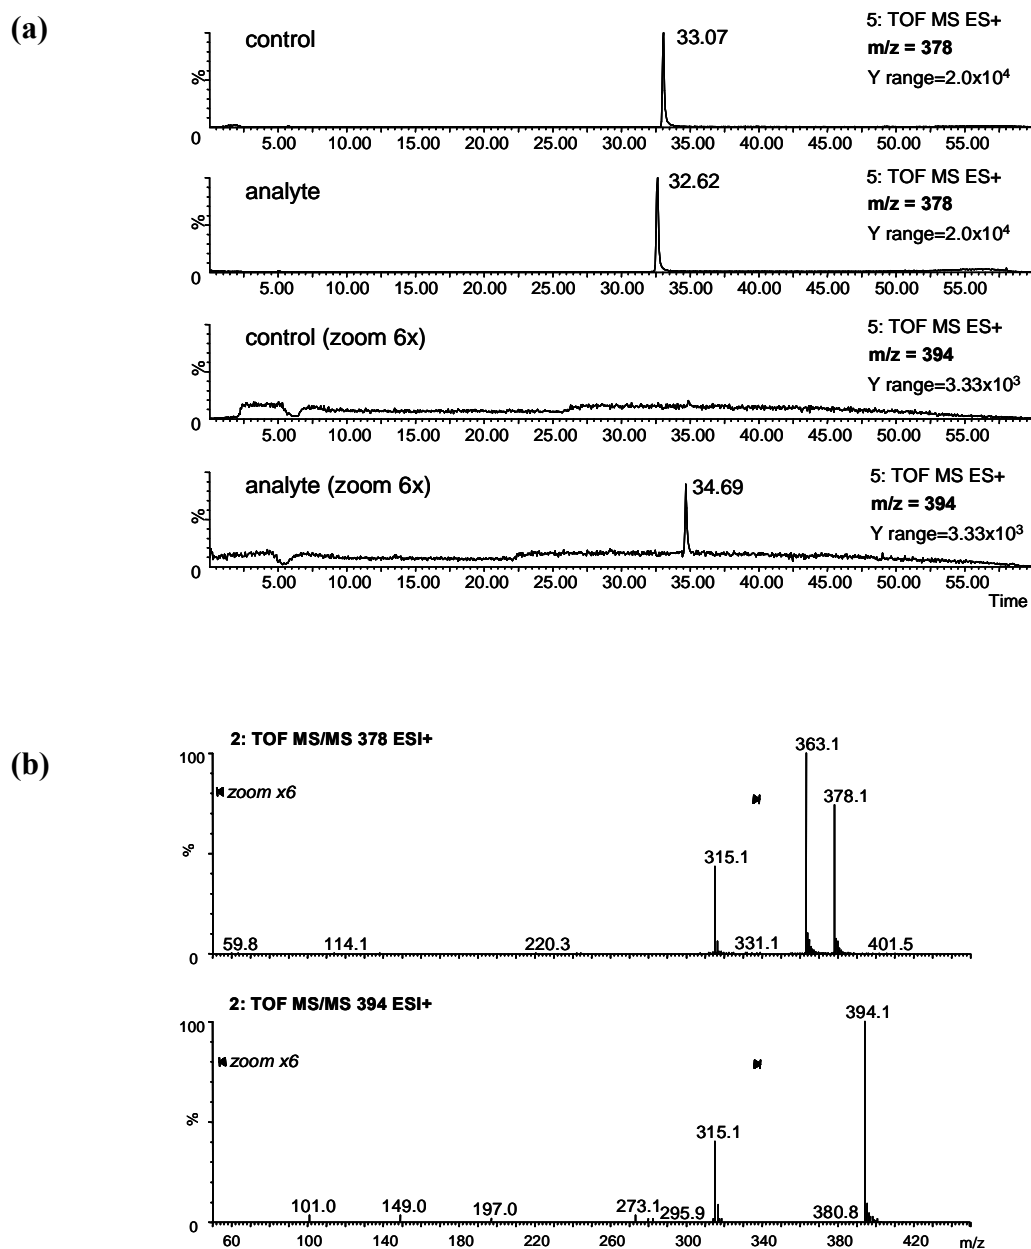 (a)
control
33.07
5: TOF MS ES+
m/z = 378
Y range=2.0x10⁴
%
0
5.00 10.00 15.00 20.00 25.00 30.00 35.00 40.00 45.00 50.00 55.00
analyte
32.62
5: TOF MS ES+
m/z = 378
Y range=2.0x10⁴
%
0
5.00 10.00 15.00 20.00 25.00 30.00 35.00 40.00 45.00 50.00 55.00
control (zoom 6x)
5: TOF MS ES+
m/z = 394
Y range=3.33x10³
%
0
5.00 10.00 15.00 20.00 25.00 30.00 35.00 40.00 45.00 50.00 55.00
analyte (zoom 6x)
34.69
5: TOF MS ES+
m/z = 394
Y range=3.33x10³
%
0
5.00 10.00 15.00 20.00 25.00 30.00 35.00 40.00 45.00 50.00 55.00
Time
(b)
2: TOF MS/MS 378 ESI+
100
zoom x6
363.1
378.1
315.1
%
59.8 114.1 220.3 331.1 401.5
0
2: TOF MS/MS 394 ESI+
100
zoom x6
394.1
315.1
%
101.0 149.0 197.0 273.1 295.9 380.8
0
60 100 140 180 220 260 300 340 380 420 m/z